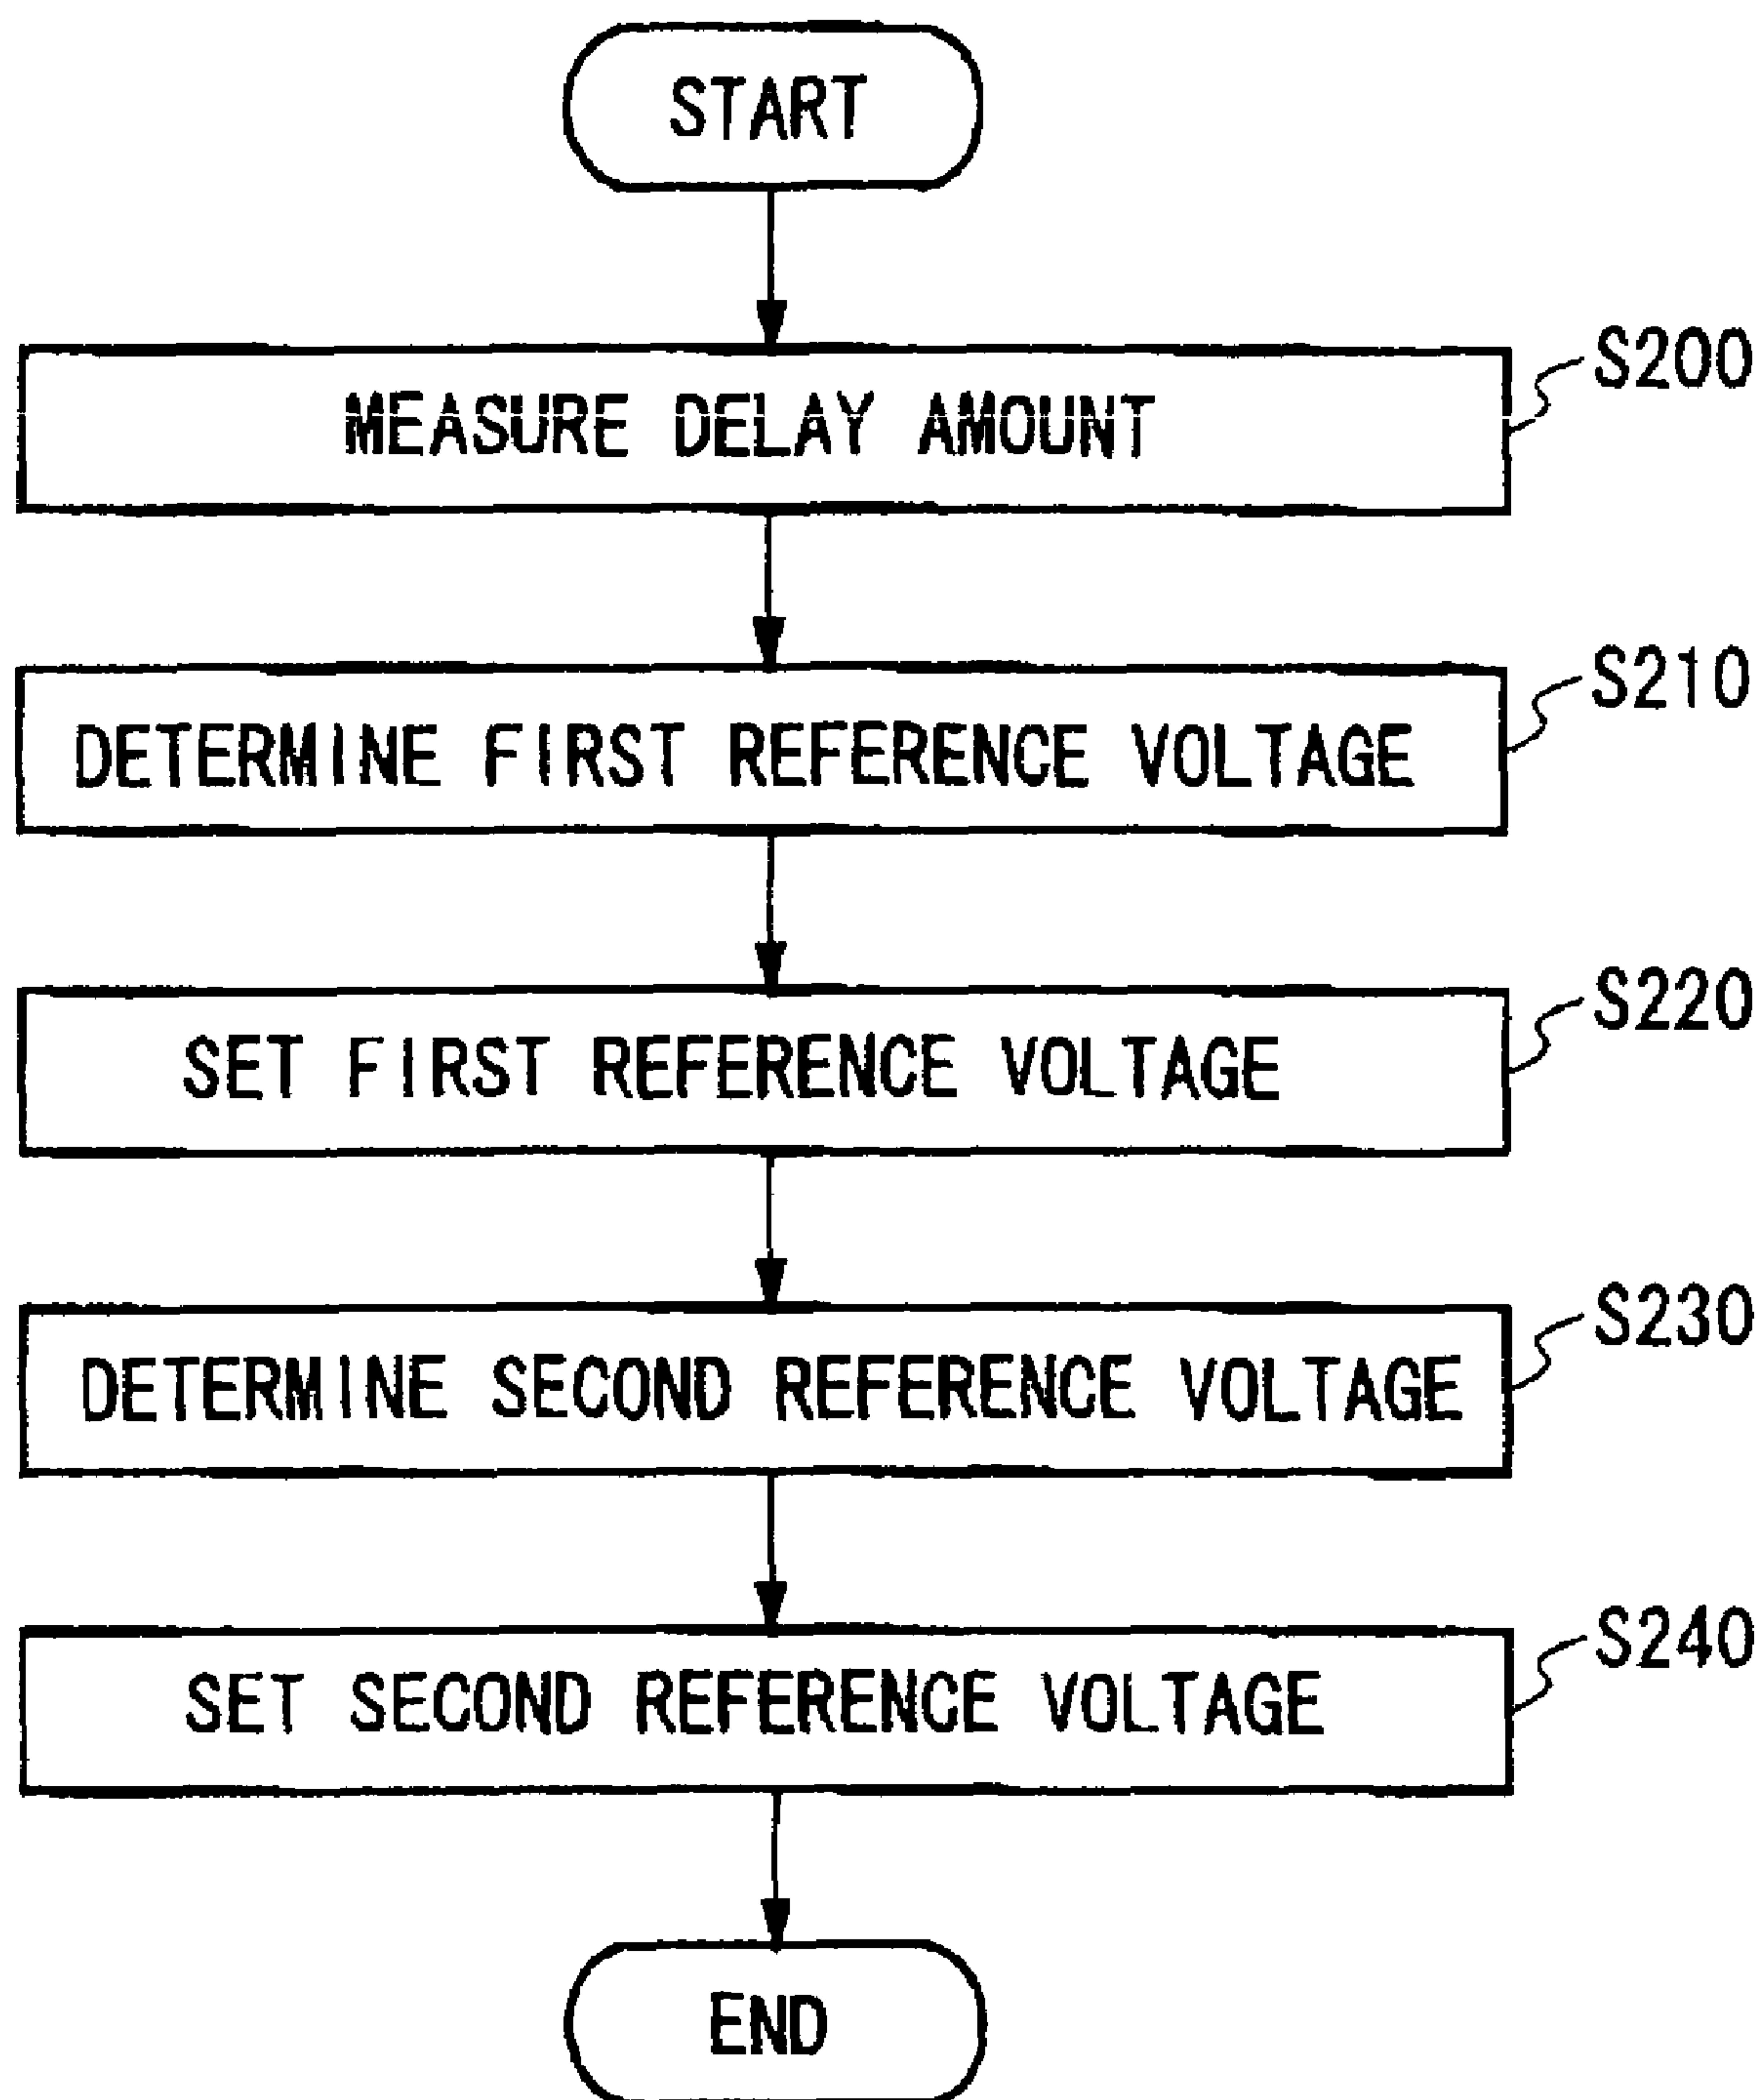 START
S200
MEASURE DELAY AMOUNT
S210
DETERMINE FIRST REFERENCE VOLTAGE
S220
SET FIRST REFERENCE VOLTAGE
S230
DETERMINE SECOND REFERENCE VOLTAGE
S240
SET SECOND REFERENCE VOLTAGE
END